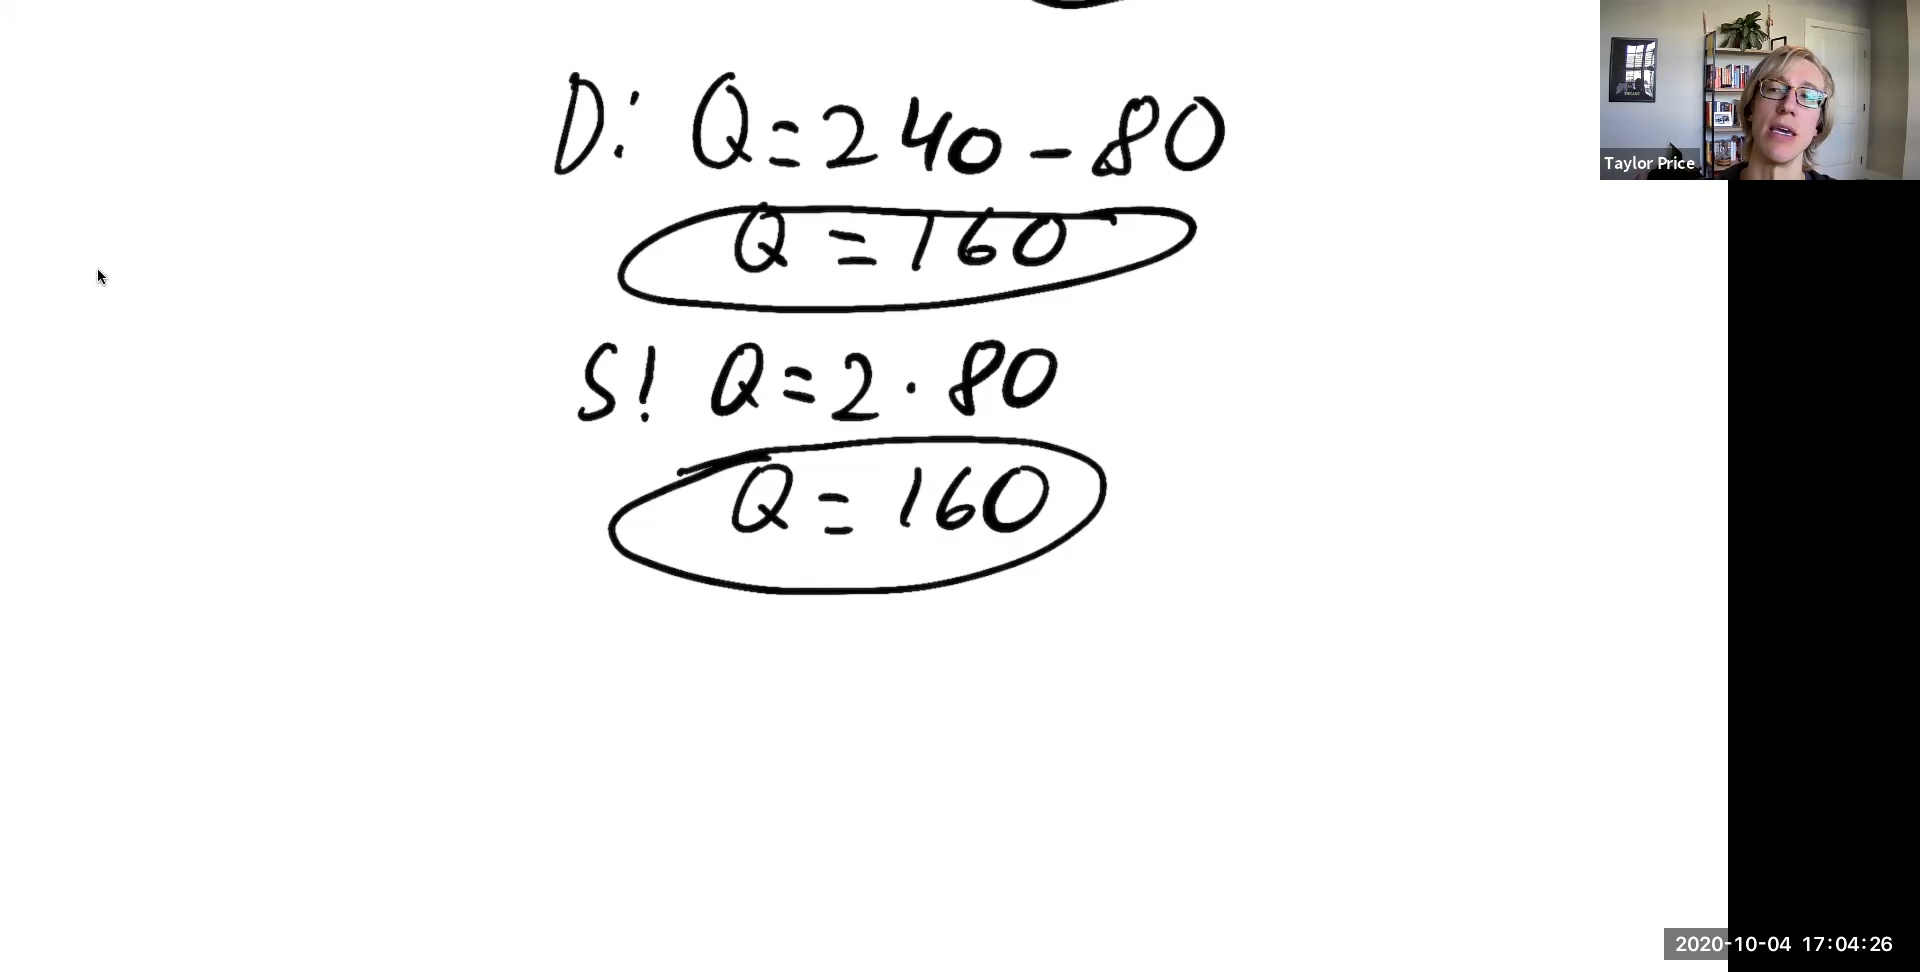 D: Q = 240 - 80
Q = 160
S! Q = 2 · 80
Q = 160
Taylor Price
2020-10-04 17:04:26